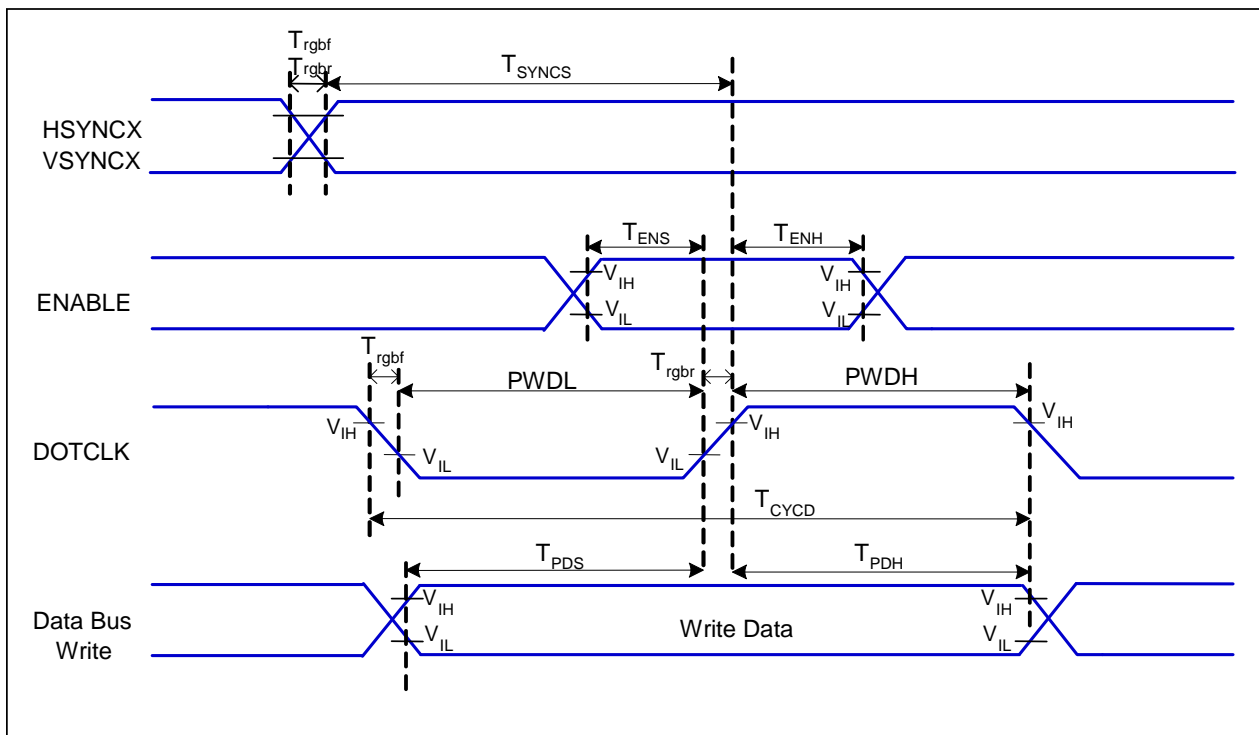 Trgbf
Trgbr
TSYNCS
HSYNCX
VSYNCX
TENS
TENH
VIH
VIH
ENABLE
VIL
VIL
Trgbf
Trgbr
PWDL
PWDH
VIH
VIH
VIH
DOTCLK
VIL
VIL
TCYCD
TPDS
TPDH
VIH
VIH
Data Bus
Write
Write Data
VIL
VIL